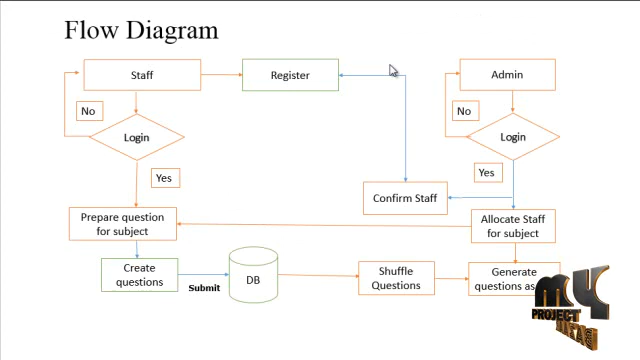 Flow Diagram
Staff
Register
Admin
No
No
Login
Login
Yes
Yes
Confirm Staff
Prepare question
for subject
Allocate Staff
for subject
Create
questions
Submit
DB
Shuffle
Questions
Generate
questions as
MY
PROJECT